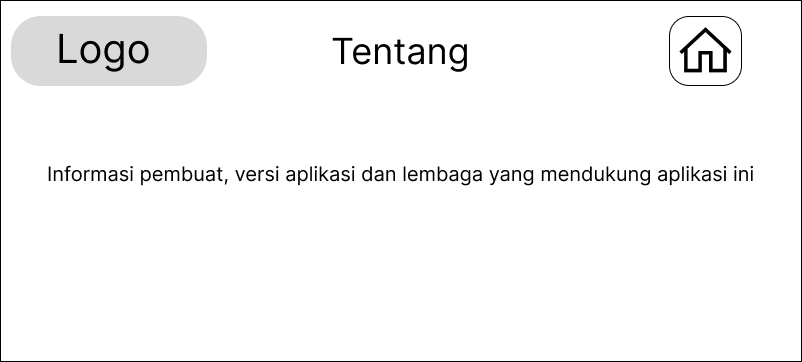 Logo
Tentang
Informasi pembuat, versi aplikasi dan lembaga yang mendukung aplikasi ini